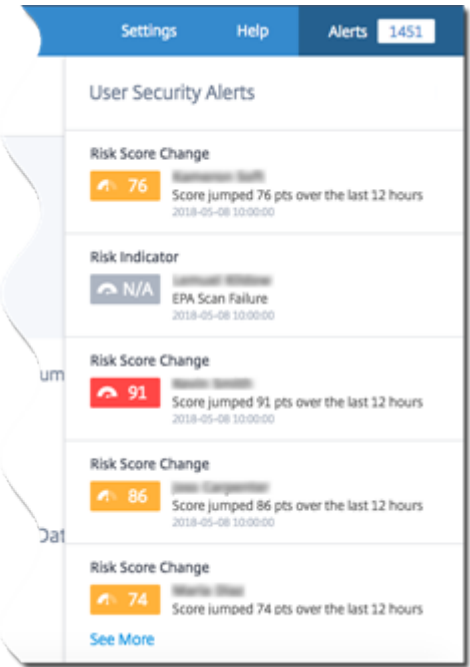 Settings Help Alerts 1451
User Security Alerts
Risk Score Change
76
Score jumped 76 pts over the last 12 hours
2018-05-08 10:00:00
Risk Indicator
N/A
EPA Scan Failure
2018-05-08 10:00:00
um
Risk Score Change
91
Score jumped 91 pts over the last 12 hours
2018-05-08 10:00:00
Risk Score Change
86
Score jumped 86 pts over the last 12 hours
2018-05-08 10:00:00
Dat
Risk Score Change
74
Score jumped 74 pts over the last 12 hours
See More